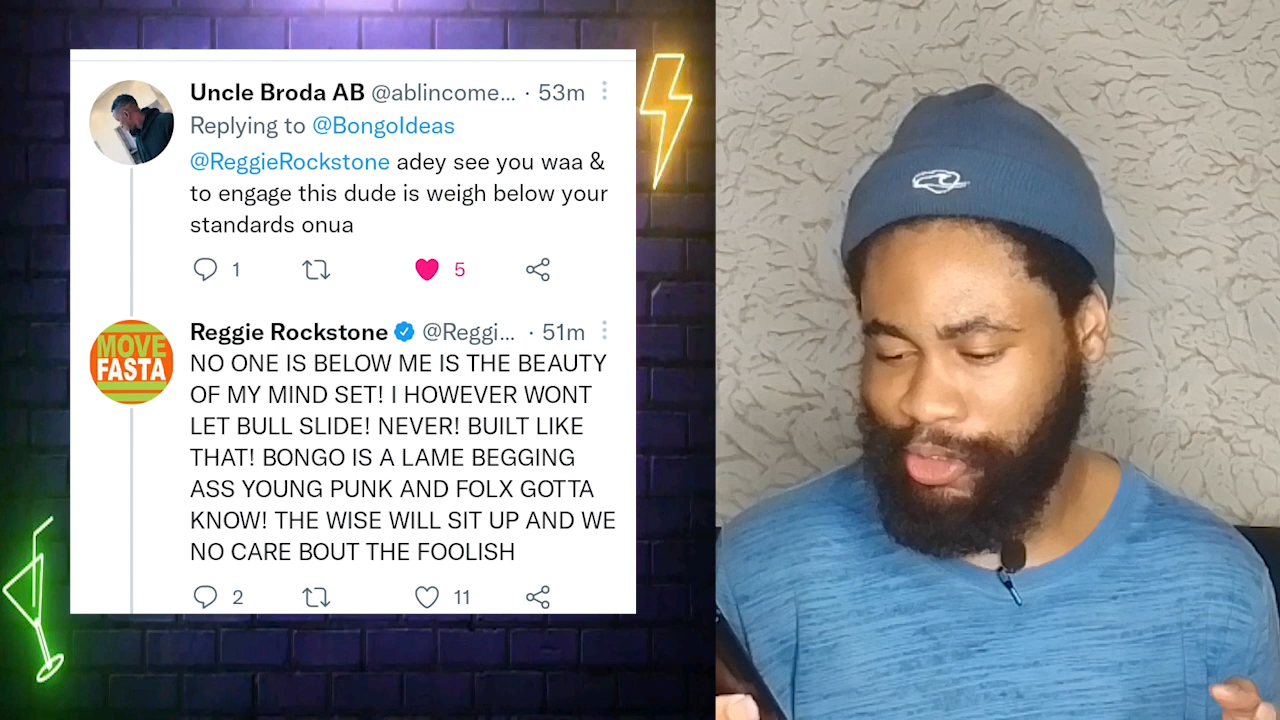 Uncle Broda AB @ablincome... · 53m
Replying to @BongoIdeas
@ReggieRockstone adey see you waa &
to engage this dude is weigh below your
standards onua
1
5
MOVE
FASTA
Reggie Rockstone @Reggi... · 51m
NO ONE IS BELOW ME IS THE BEAUTY
OF MY MIND SET! I HOWEVER WONT
LET BULL SLIDE! NEVER! BUILT LIKE
THAT! BONGO IS A LAME BEGGING
ASS YOUNG PUNK AND FOLX GOTTA
KNOW! THE WISE WILL SIT UP AND WE
NO CARE BOUT THE FOOLISH
2
11